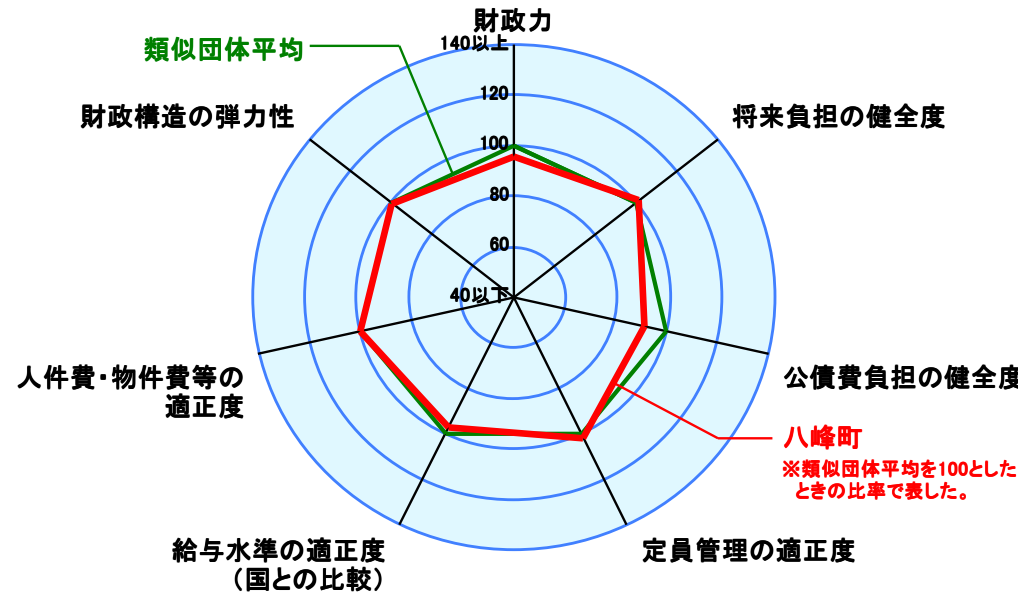 財政力
140以上
類似団体平均
120
財政構造の弾力性
将来負担の健全度
100
80
60
40以下
人件費・物件費等の
適正度
公債費負担の健全度
八峰町
※類似団体平均を100とした
ときの比率で表した。
給与水準の適正度
（国との比較）
定員管理の適正度